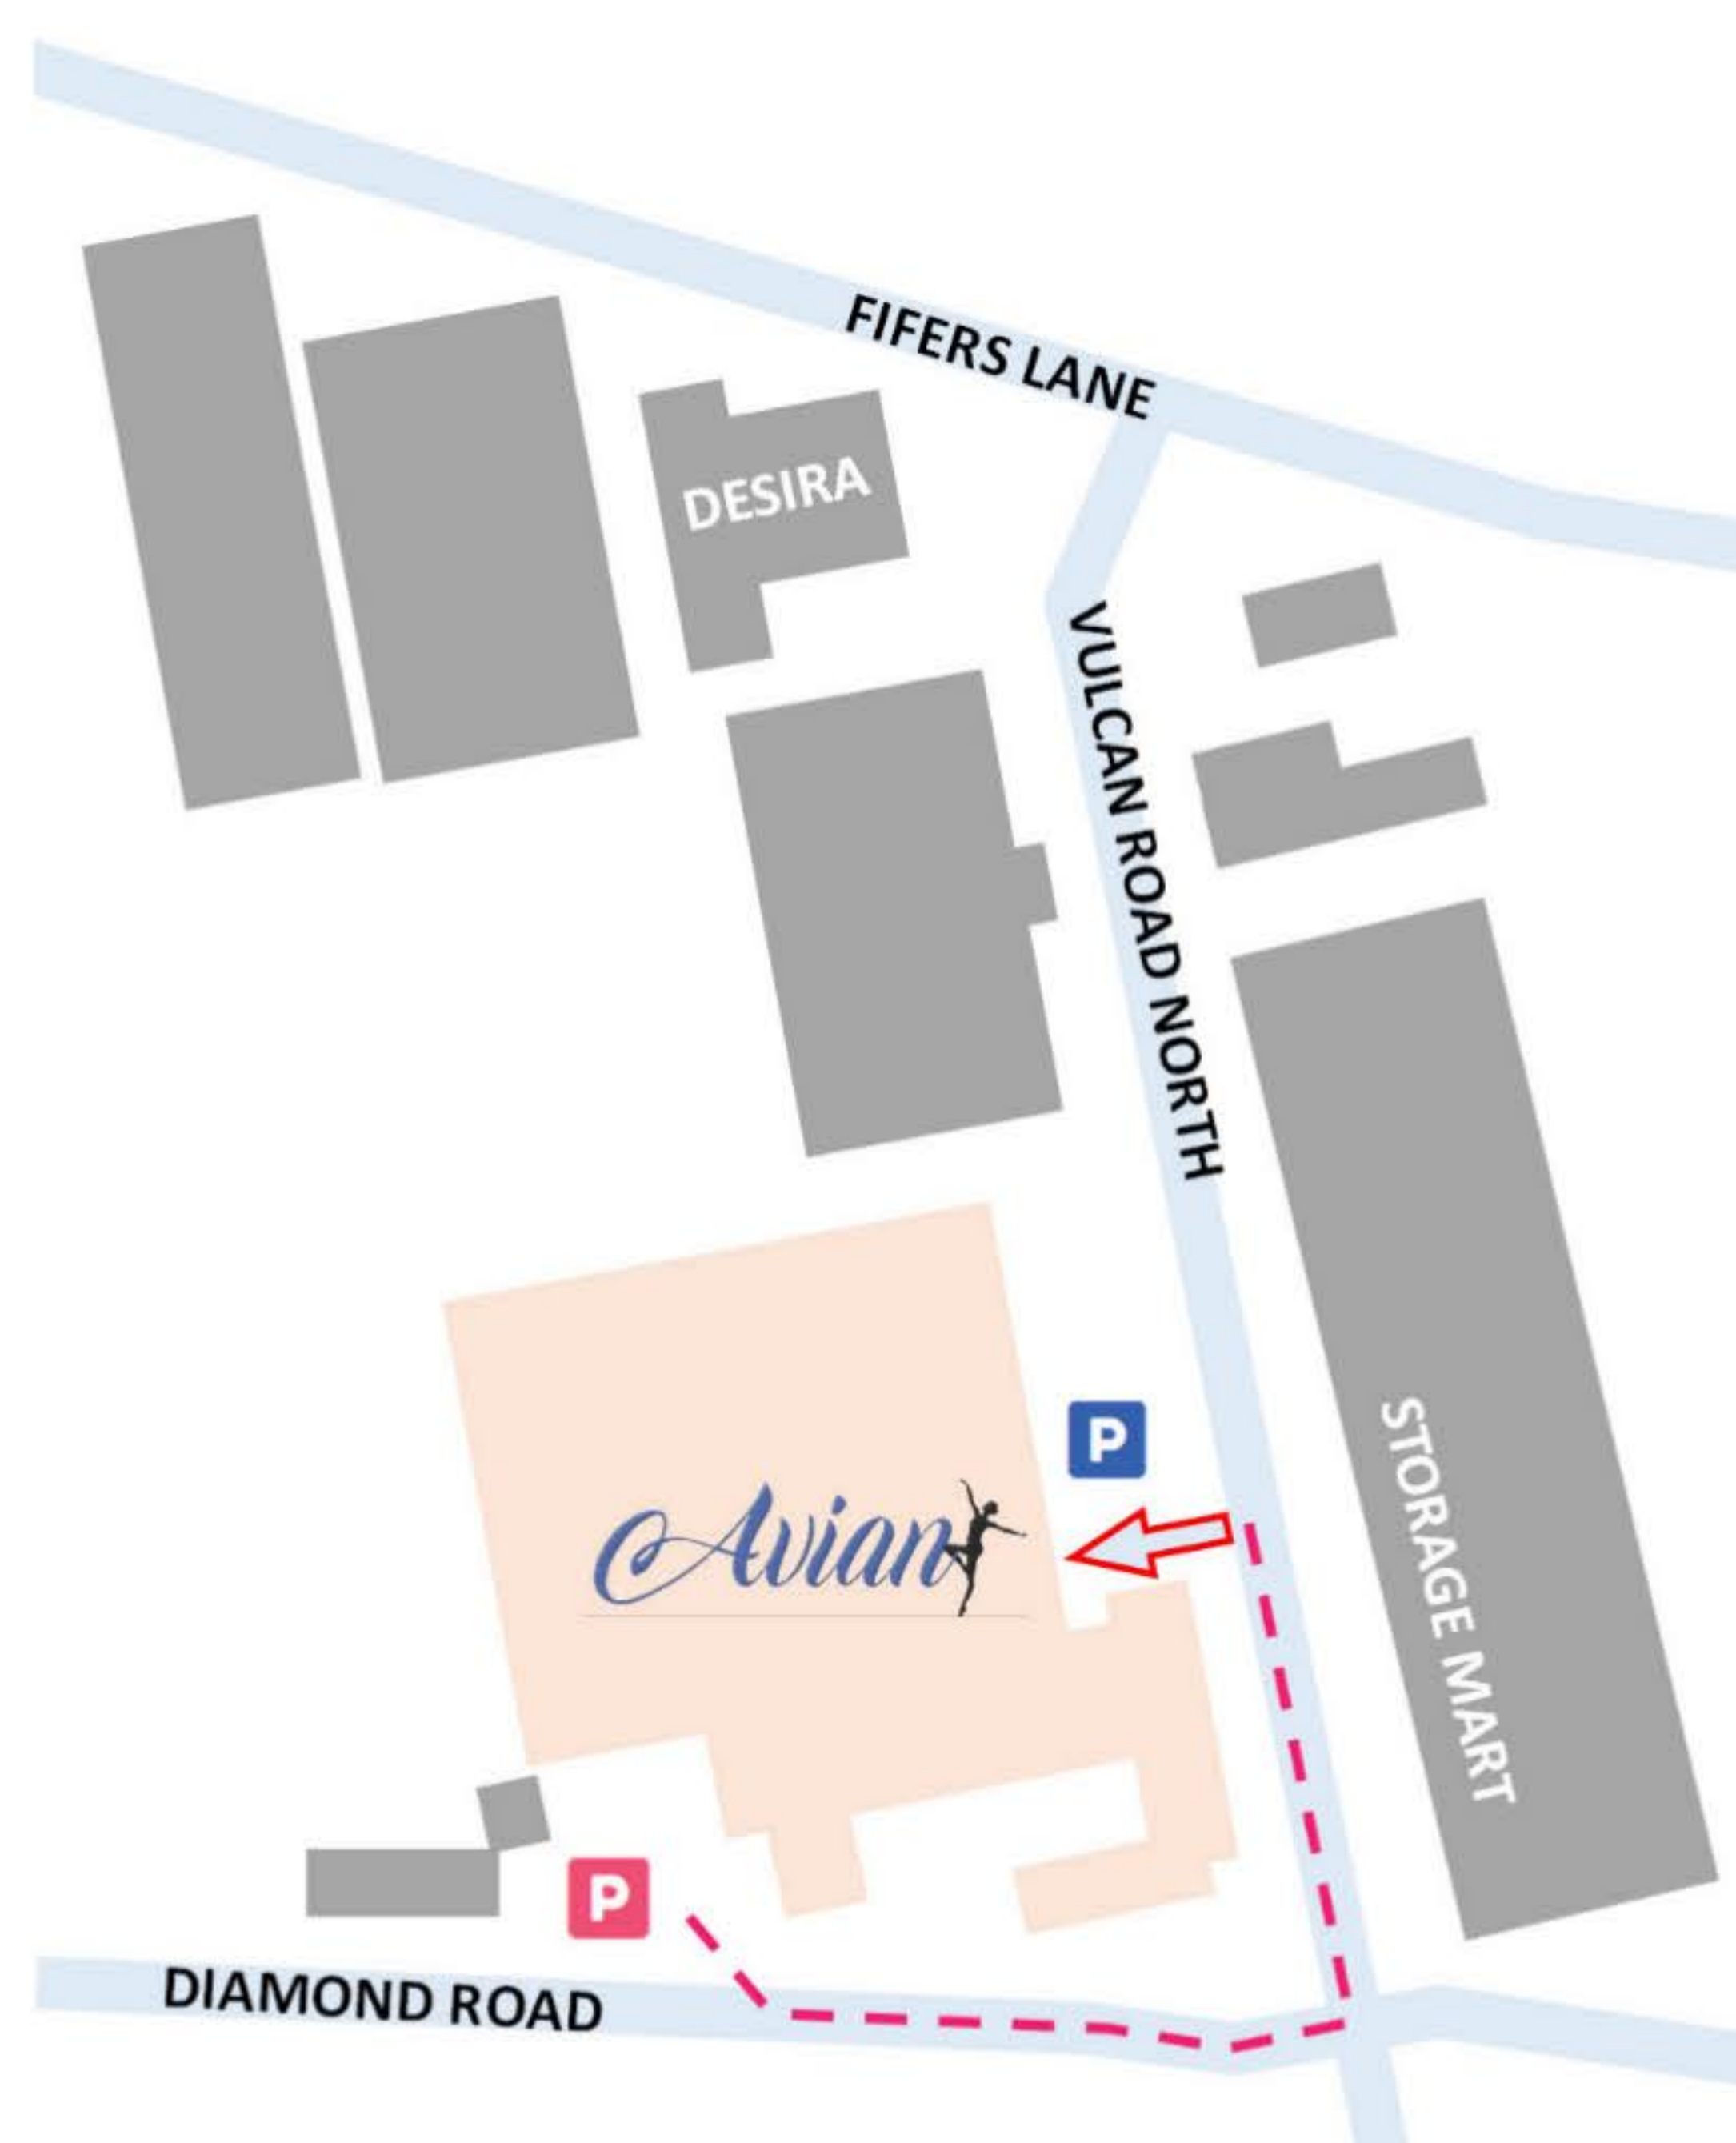 FIFERS LANE
DESIRA
VULCAN ROAD NORTH
P
STORAGE MART
Avian
P
DIAMOND ROAD